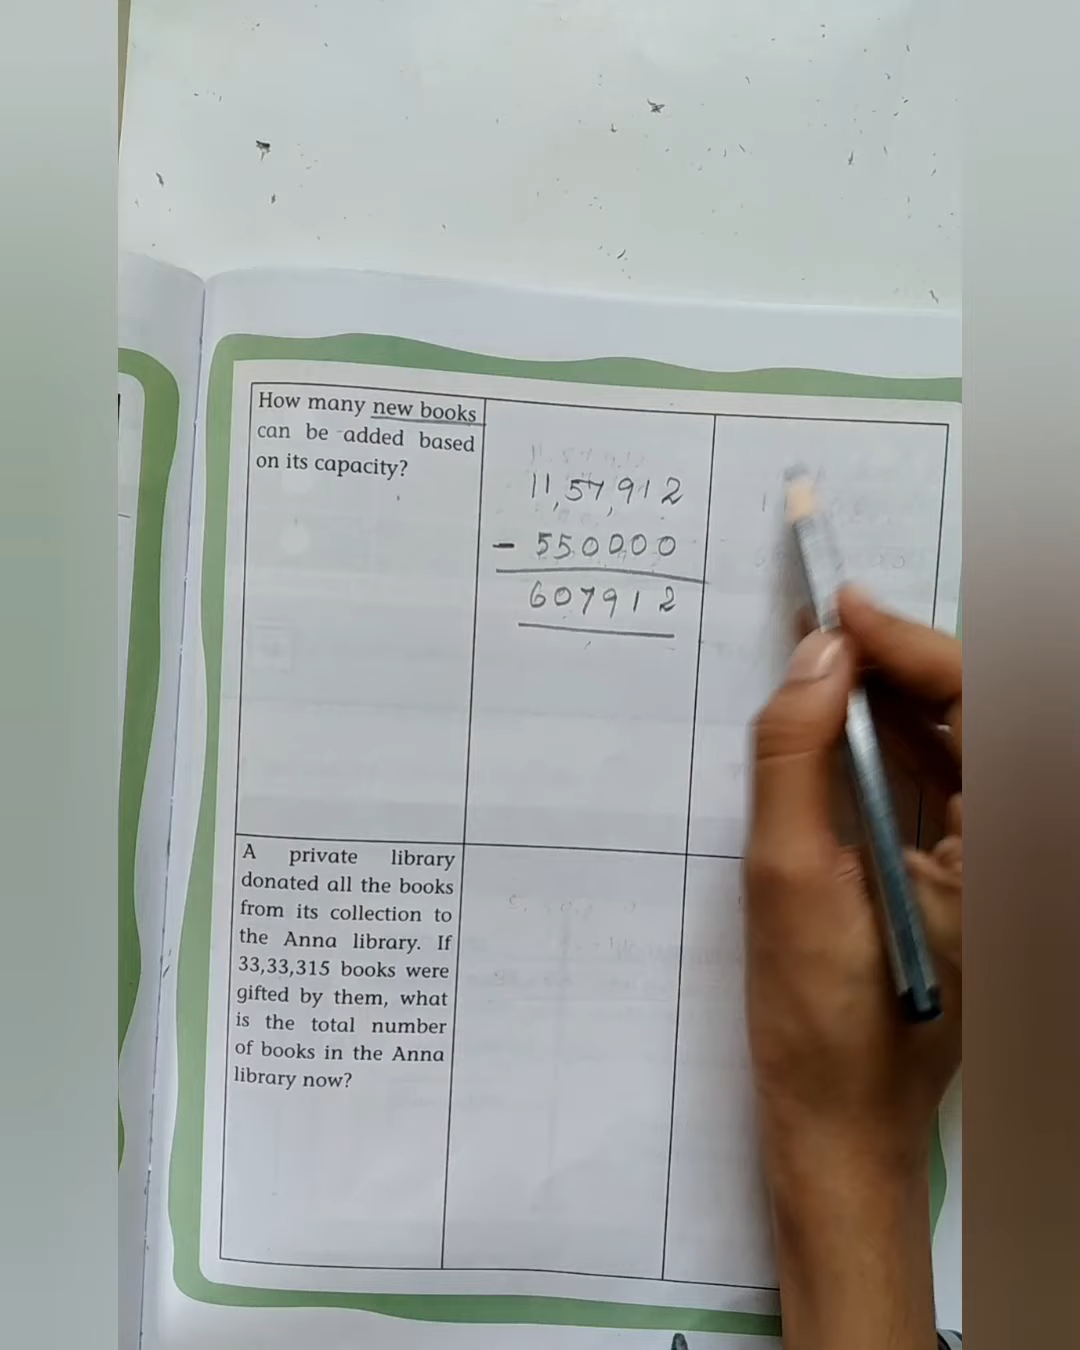 How many new books
can be added based
on its capacity?
11,57,912
- 550000
607912
A private library
donated all the books
from its collection to
the Anna library. If
33,33,315 books were
gifted by them, what
is the total number
of books in the Anna
library now?